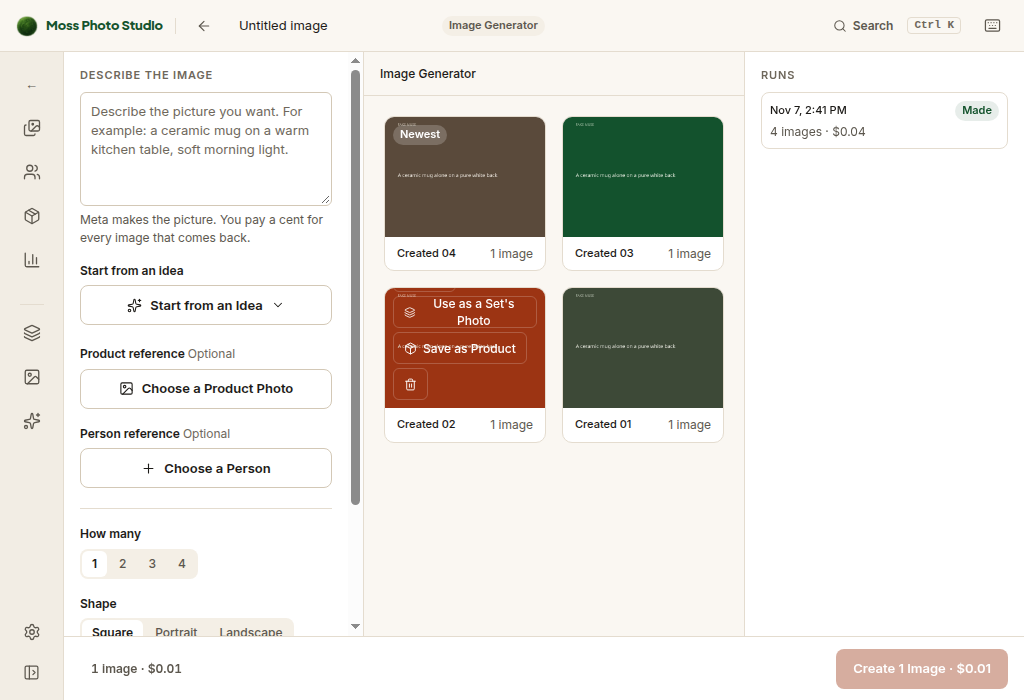 Moss Photo Studio
Untitled image
Image Generator
Search
Ctrl K
DESCRIBE THE IMAGE
Describe the picture you want. For
example: a ceramic mug on a warm
kitchen table, soft morning light.
Meta makes the picture. You pay a cent for
every image that comes back.
Start from an idea
Start from an Idea
Product reference Optional
Choose a Product Photo
Person reference Optional
Choose a Person
How many
1 2 3 4
Shape
Square Portrait Landscape
Image Generator
Newest
A ceramic mug alone on a pure white back
Created 04 1 image
A ceramic mug alone on a pure white back
Created 03 1 image
Use as a Set's
Photo
Save as Product
Created 02 1 image
A ceramic mug alone on a pure white back
Created 01 1 image
RUNS
Nov 7, 2:41 PM Made
4 images · $0.04
1 image · $0.01
Create 1 Image · $0.01